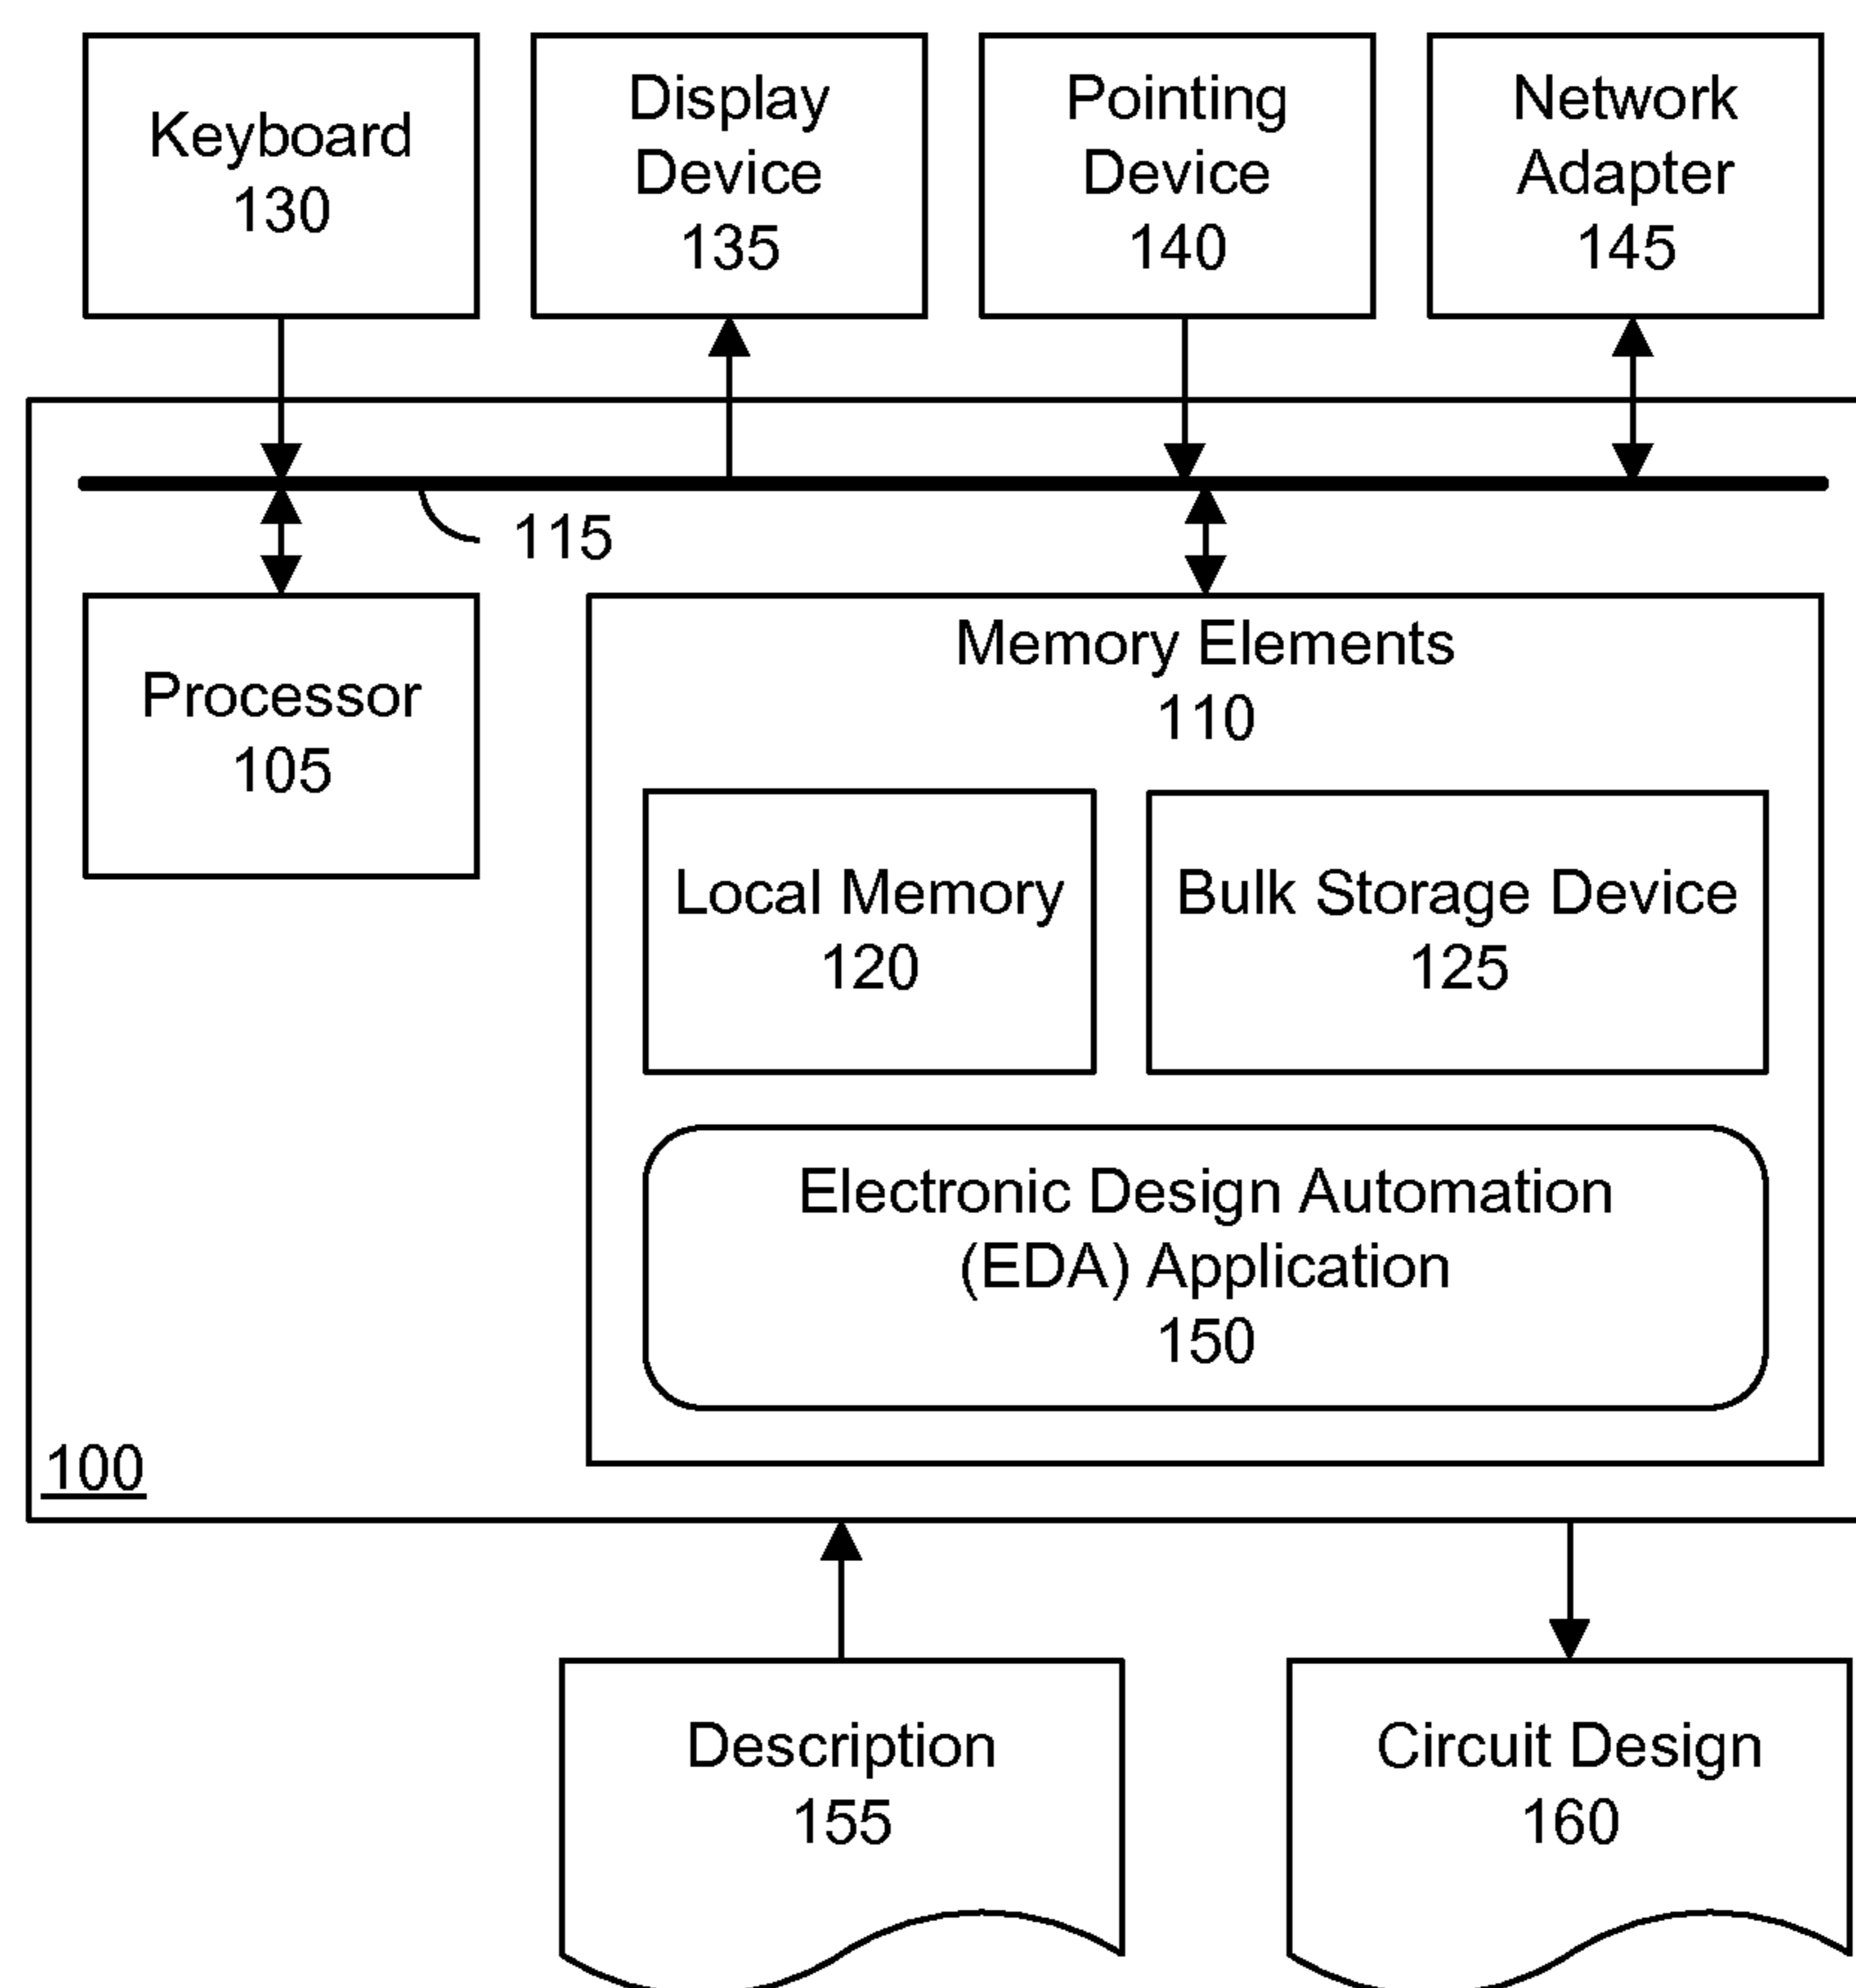 Keyboard
130
Display
Device
135
Pointing
Device
140
Network
Adapter
145
115
Processor
105
Memory Elements
110
Local Memory
120
Bulk Storage Device
125
Electronic Design Automation
(EDA) Application
150
100
Description
155
Circuit Design
160